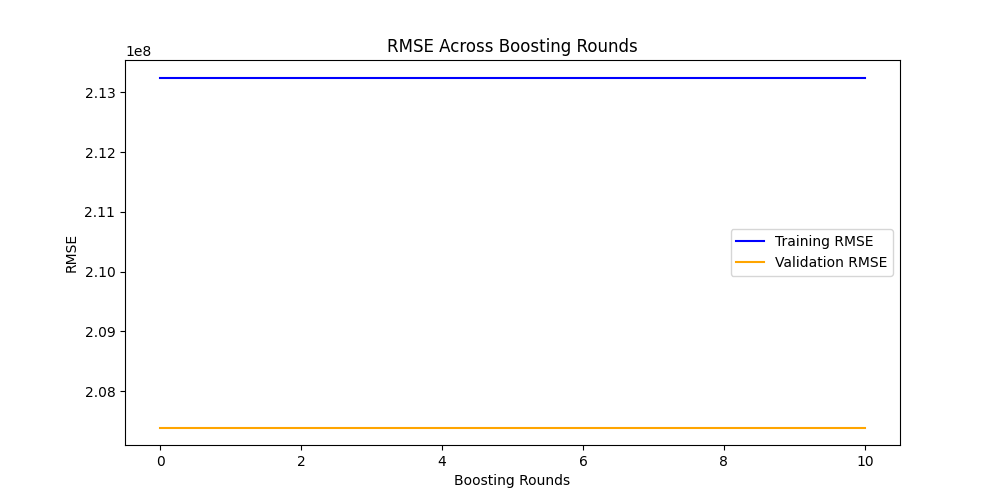 RMSE Across Boosting Rounds
1e8
2.13
2.12
2.11
2.10
2.09
2.08
RMSE
Training RMSE
Validation RMSE
0 2 4 6 8 10
Boosting Rounds